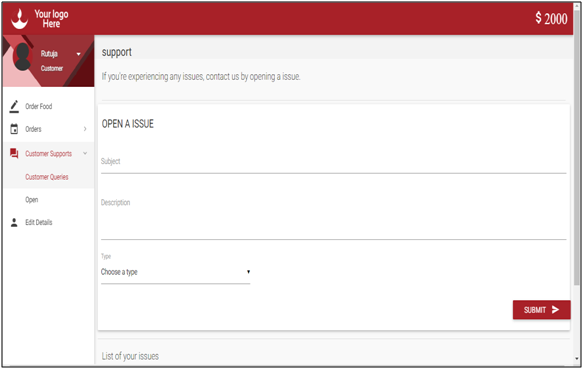 Your logo
Here
$ 2000
Rutuja
Customer
Order Food
Orders
Customer Supports
Customer Queries
Open
Edit Details
support
If you're experiencing any issues, contact us by opening a issue.
OPEN A ISSUE
Subject
Description
Type
Choose a type
SUBMIT
List of your issues